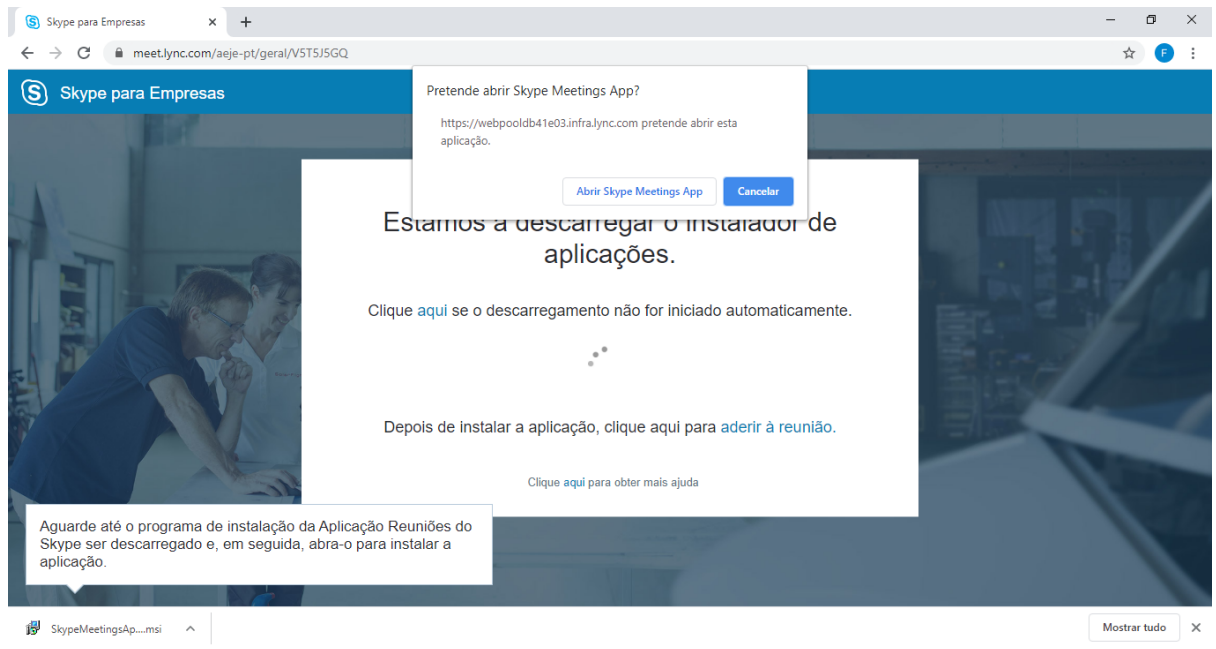 Skype para Empresas
meet.lync.com/aeje-pt/geral/V5T5J5GQ
F
S Skype para Empresas
Pretende abrir Skype Meetings App?
https://webpooldb41e03.infra.lync.com pretende abrir esta
aplicação.
Abrir Skype Meetings App Cancelar
Estamos a descarregar o instalador de
aplicações.
Clique aqui se o descarregamento não for iniciado automaticamente.
Depois de instalar a aplicação, clique aqui para aderir à reunião.
Clique aqui para obter mais ajuda
Aguarde até o programa de instalação da Aplicação Reuniões do
Skype ser descarregado e, em seguida, abra-o para instalar a
aplicação.
SkypeMeetingsAp....msi
Mostrar tudo